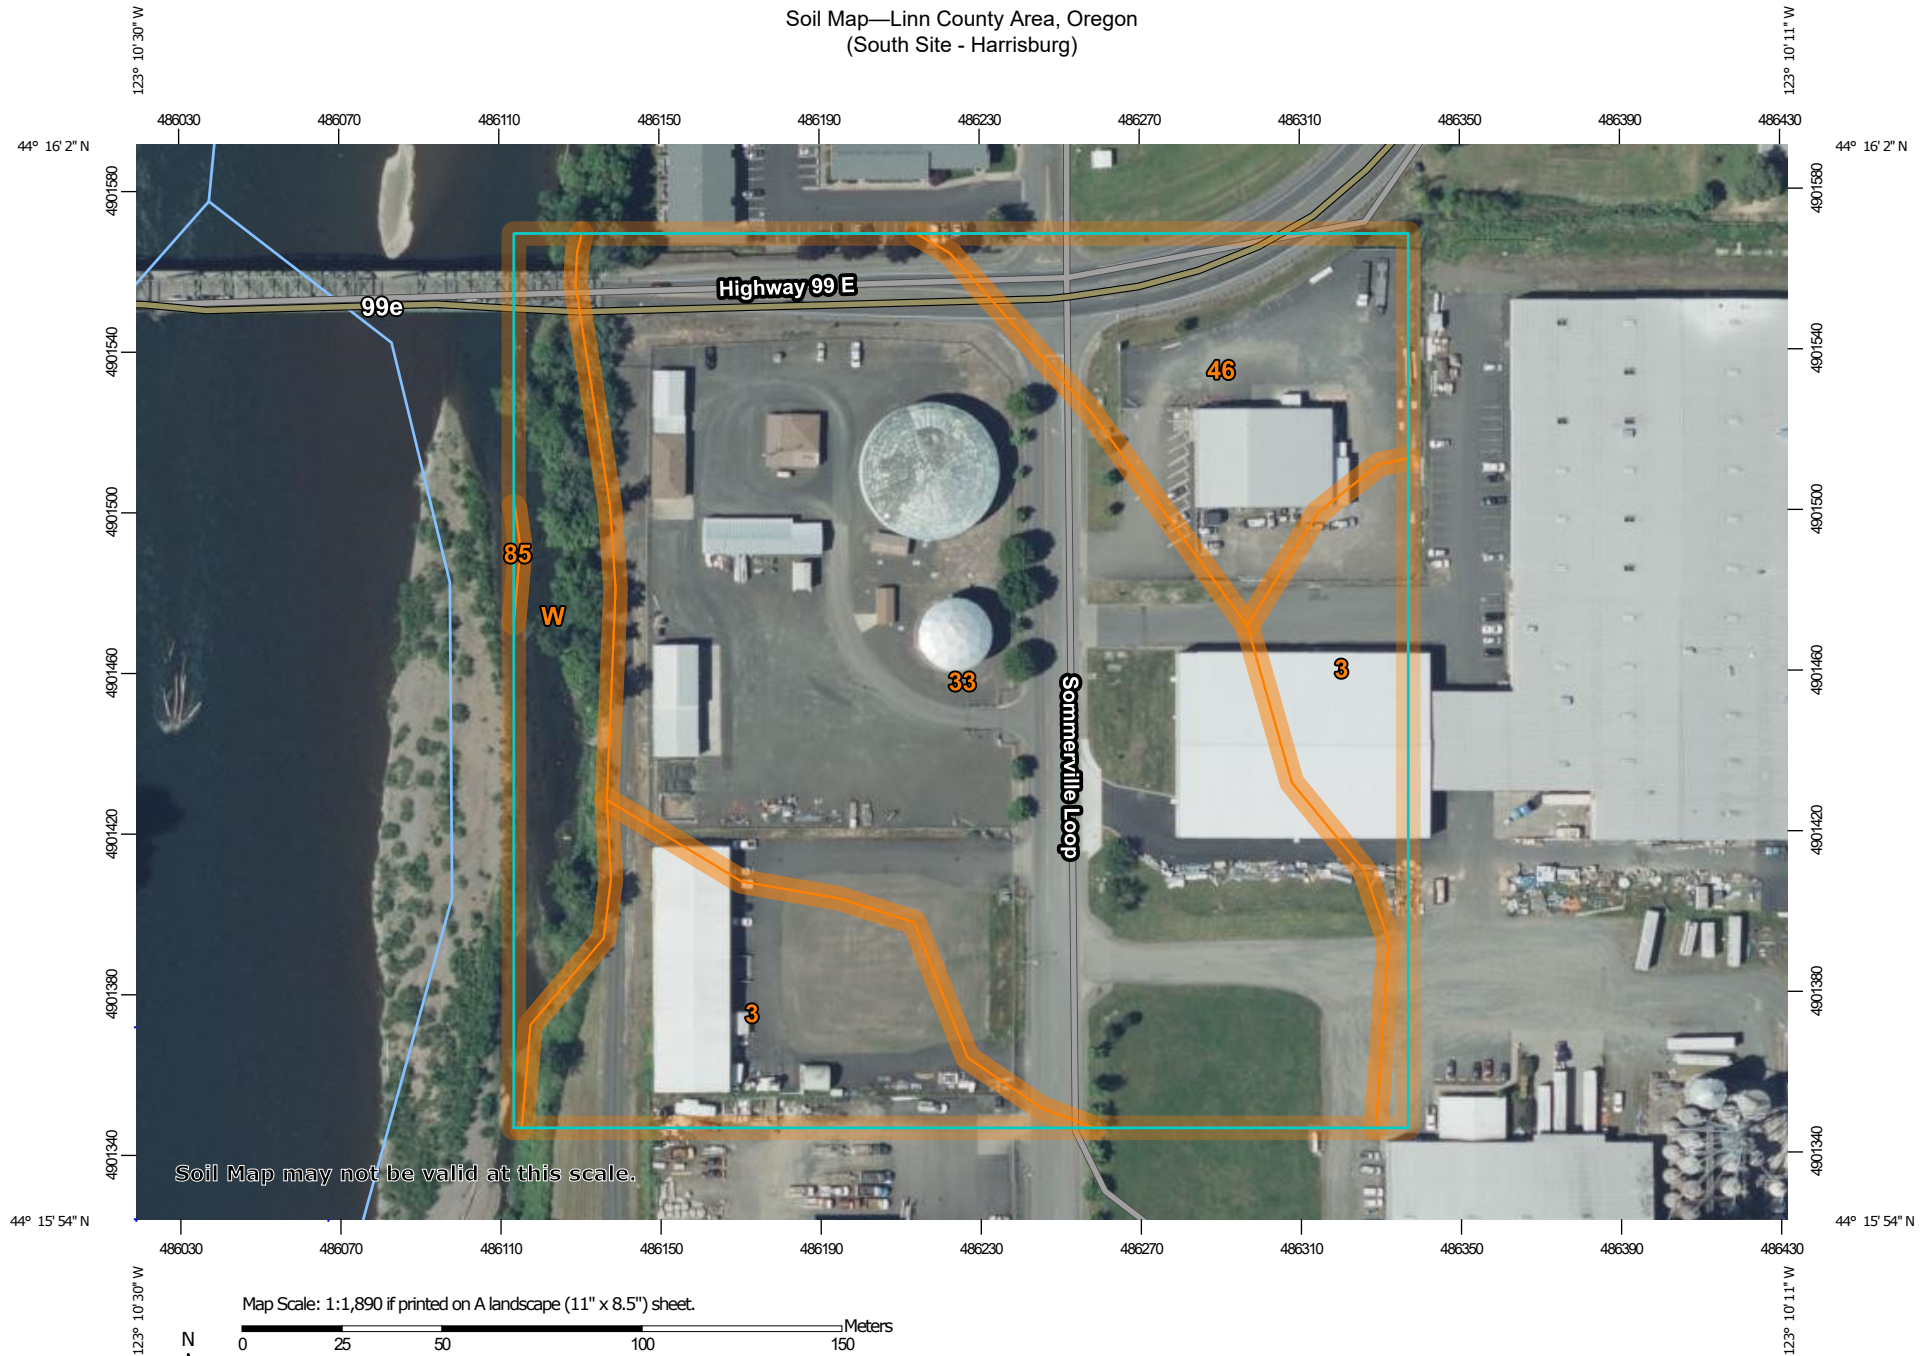 Soil Map—Linn County Area, Oregon
(South Site - Harrisburg)
123° 10' 30" W
123° 10' 11" W
486030 486070 486110 486150 486190 486230 486270 486310 486350 486390 486430
44° 16' 2" N
44° 16' 2" N
4901580
4901580
Highway 99 E
99e
4901540
4901540
46
4901500
4901500
85
W
4901460
4901460
3
33
Sommerville Loop
4901420
4901420
4901380
4901380
3
4901340
4901340
Soil Map may not be valid at this scale.
44° 15' 54" N
44° 15' 54" N
486030 486070 486110 486150 486190 486230 486270 486310 486350 486390 486430
123° 10' 30" W
123° 10' 11" W
Map Scale: 1:1,890 if printed on A landscape (11" x 8.5") sheet.
Meters
N
0 25 50 100 150